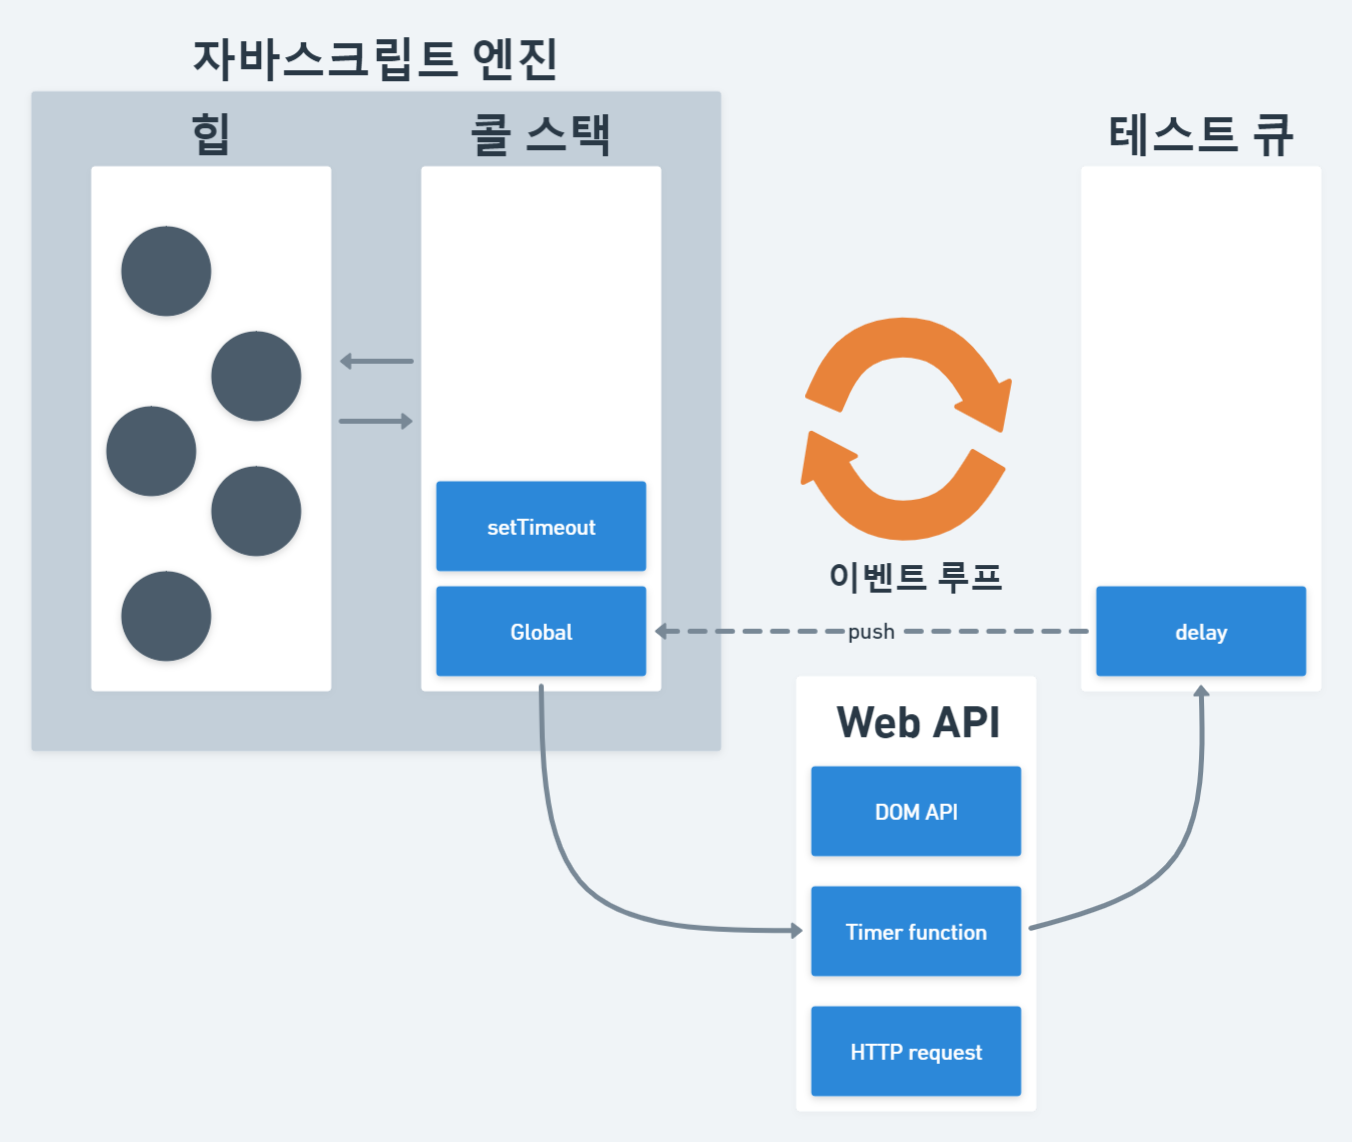 자바스크립트 엔진
힙
콜 스택
테스트 큐
setTimeout
Global
이벤트 루프
push
delay
Web API
DOM API
Timer function
HTTP request